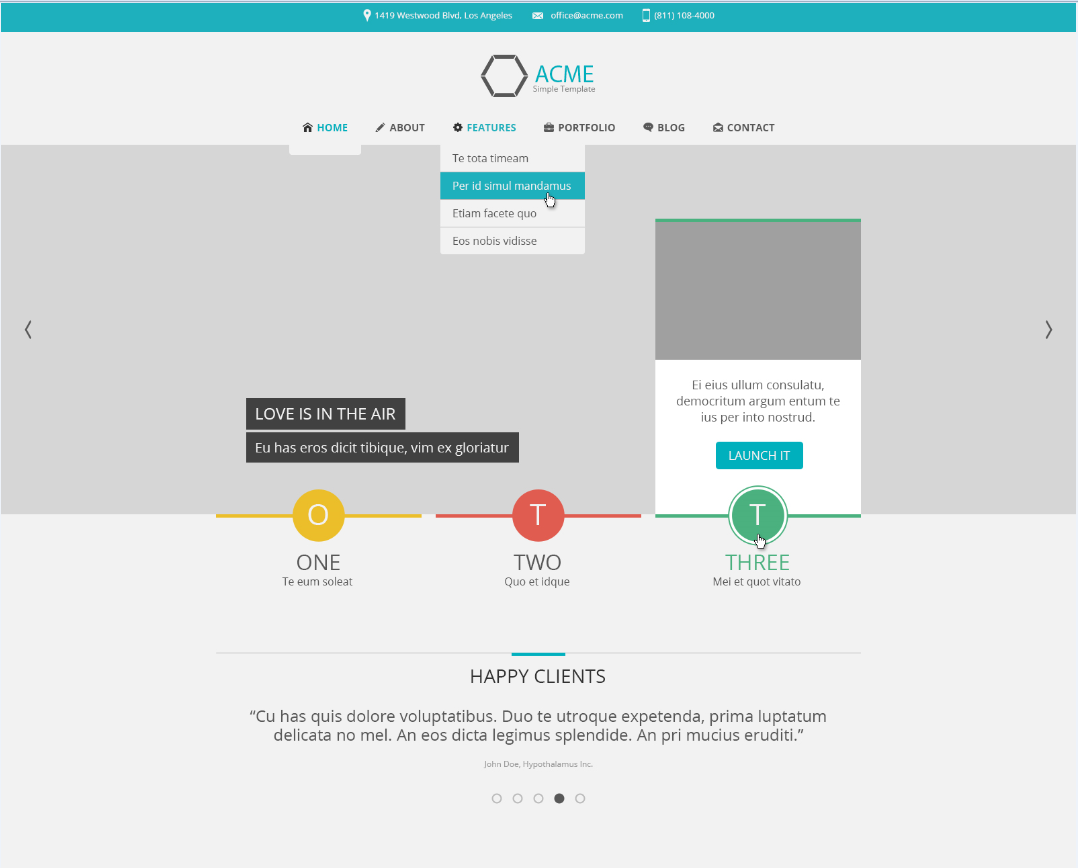 1419 Westwood Blvd, Los Angeles office@acme.com (811) 108-4000
ACME
Simple Template
HOME ABOUT FEATURES PORTFOLIO BLOG CONTACT
Te tota timeam
Per id simul mandamus
Etiam facete quo
Eos nobis vidisse
LOVE IS IN THE AIR
Eu has eros dicit tibique, vim ex gloriatur
Ei eius ullum consulatu,
democritum argum entum te
ius per into nostrud.
LAUNCH IT
O
ONE
Te eum soleat
T
TWO
Quo et idque
T
THREE
Mei et quot vitato
HAPPY CLIENTS
“Cu has quis dolore voluptatibus. Duo te utroque expetenda, prima luptatum
delicata no mel. An eos dicta legimus splendide. An pri mucius eruditi.”
John Doe, Hypothalamus Inc.